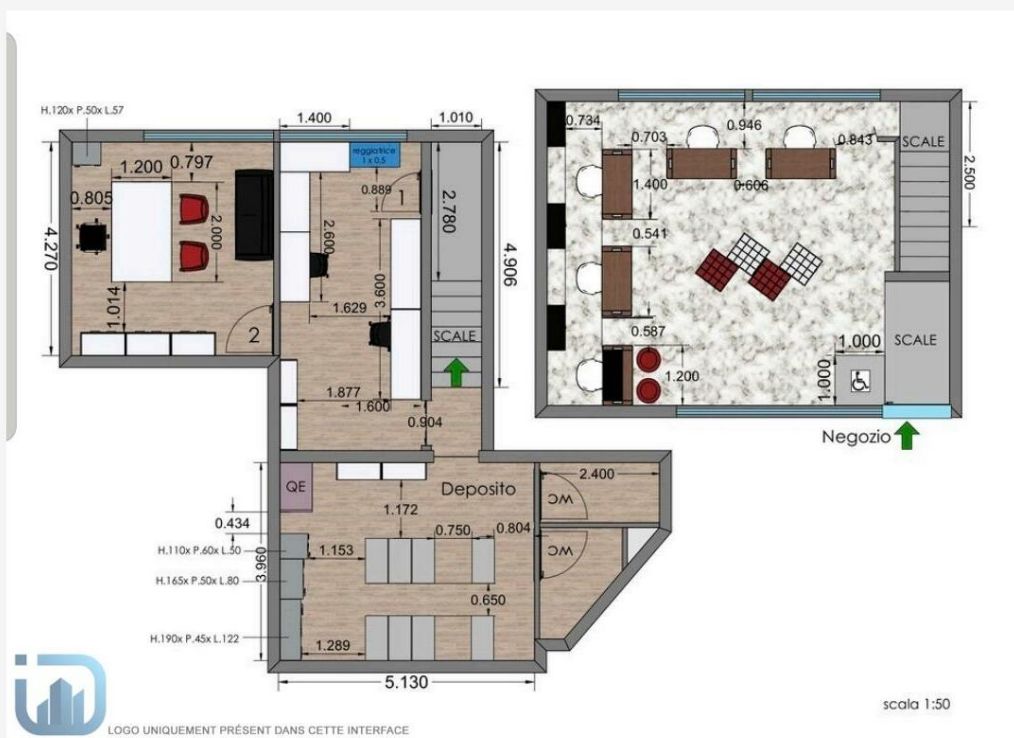 H.120x P.50x L.57
1.400
1.010
1.200
0.797
reggiatrice
1 x 0,5
0.805
2.000
0.889
1
2.780
4.270
2.600
3.600
4.906
1.014
1.629
2
SCALE
1.877
1.600
0.904
QE
Deposito
2.400
WC
0.434
1.172
0.750
0.804
H.110x P.60x L.50
1.153
WC
3.960
H.165x P.50x L.80
0.650
H.190x P.45x L.122
1.289
5.130
0.734
0.703
0.946
0.843
SCALE
1.400
0.606
2.500
0.541
0.587
1.200
1.000
SCALE
1.000
Negozio
scala 1:50
iD
LOGO UNIQUEMENT PRÉSENT DANS CETTE INTERFACE